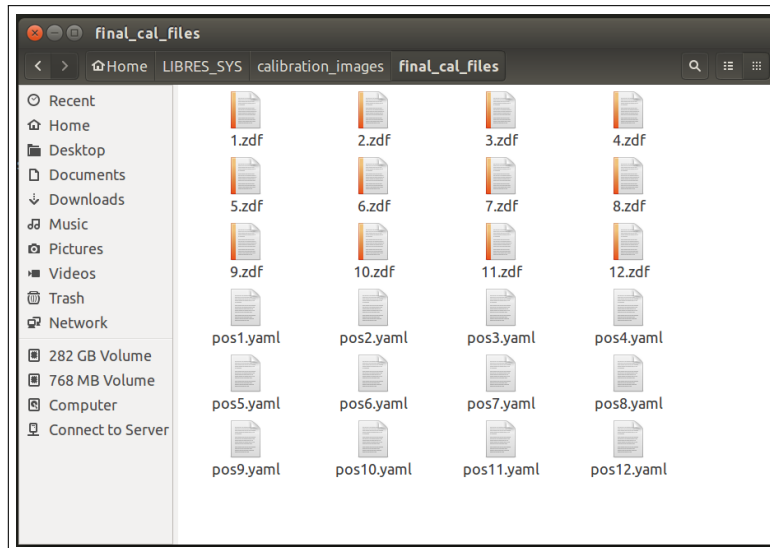 final_cal_files
Home LIBRES_SYS calibration_images final_cal_files
Recent
Home
Desktop
Documents
Downloads
Music
Pictures
Videos
Trash
Network
282 GB Volume
768 MB Volume
Computer
Connect to Server
1.zdf 2.zdf 3.zdf 4.zdf
5.zdf 6.zdf 7.zdf 8.zdf
9.zdf 10.zdf 11.zdf 12.zdf
pos1.yaml pos2.yaml pos3.yaml pos4.yaml
pos5.yaml pos6.yaml pos7.yaml pos8.yaml
pos9.yaml pos10.yaml pos11.yaml pos12.yaml